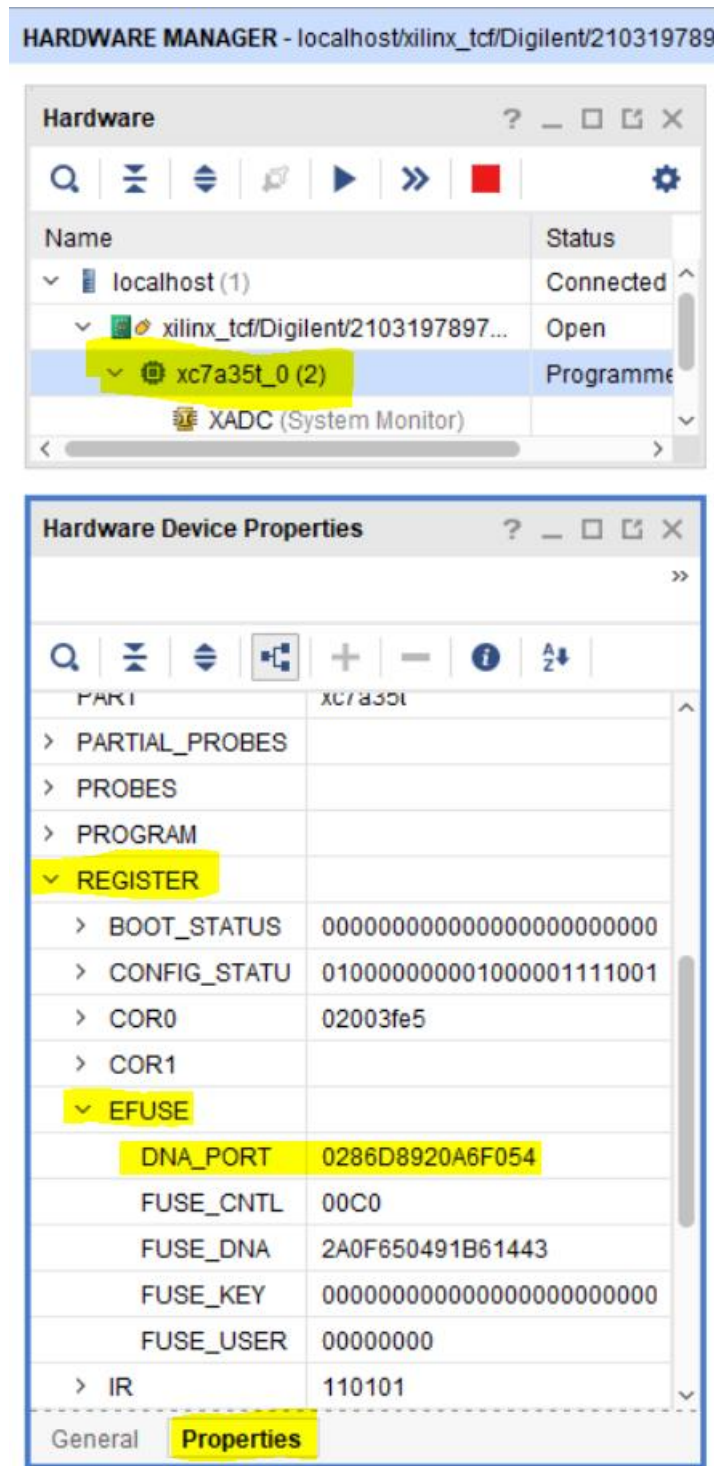 HARDWARE MANAGER - localhost/xilinx_tcf/Digilent/210319789
Hardware
Name Status
localhost (1) Connected
xilinx_tcf/Digilent/2103197897... Open
xc7a35t_0 (2) Programme
XADC (System Monitor)
Hardware Device Properties
PART xc7a35t
PARTIAL_PROBES
PROBES
PROGRAM
REGISTER
BOOT_STATUS 000000000000000000000000
CONFIG_STATU 010000000001000001111001
COR0 02003fe5
COR1
EFUSE
DNA_PORT 0286D8920A6F054
FUSE_CNTL 00C0
FUSE_DNA 2A0F650491B61443
FUSE_KEY 000000000000000000000000
FUSE_USER 00000000
IR 110101
General Properties